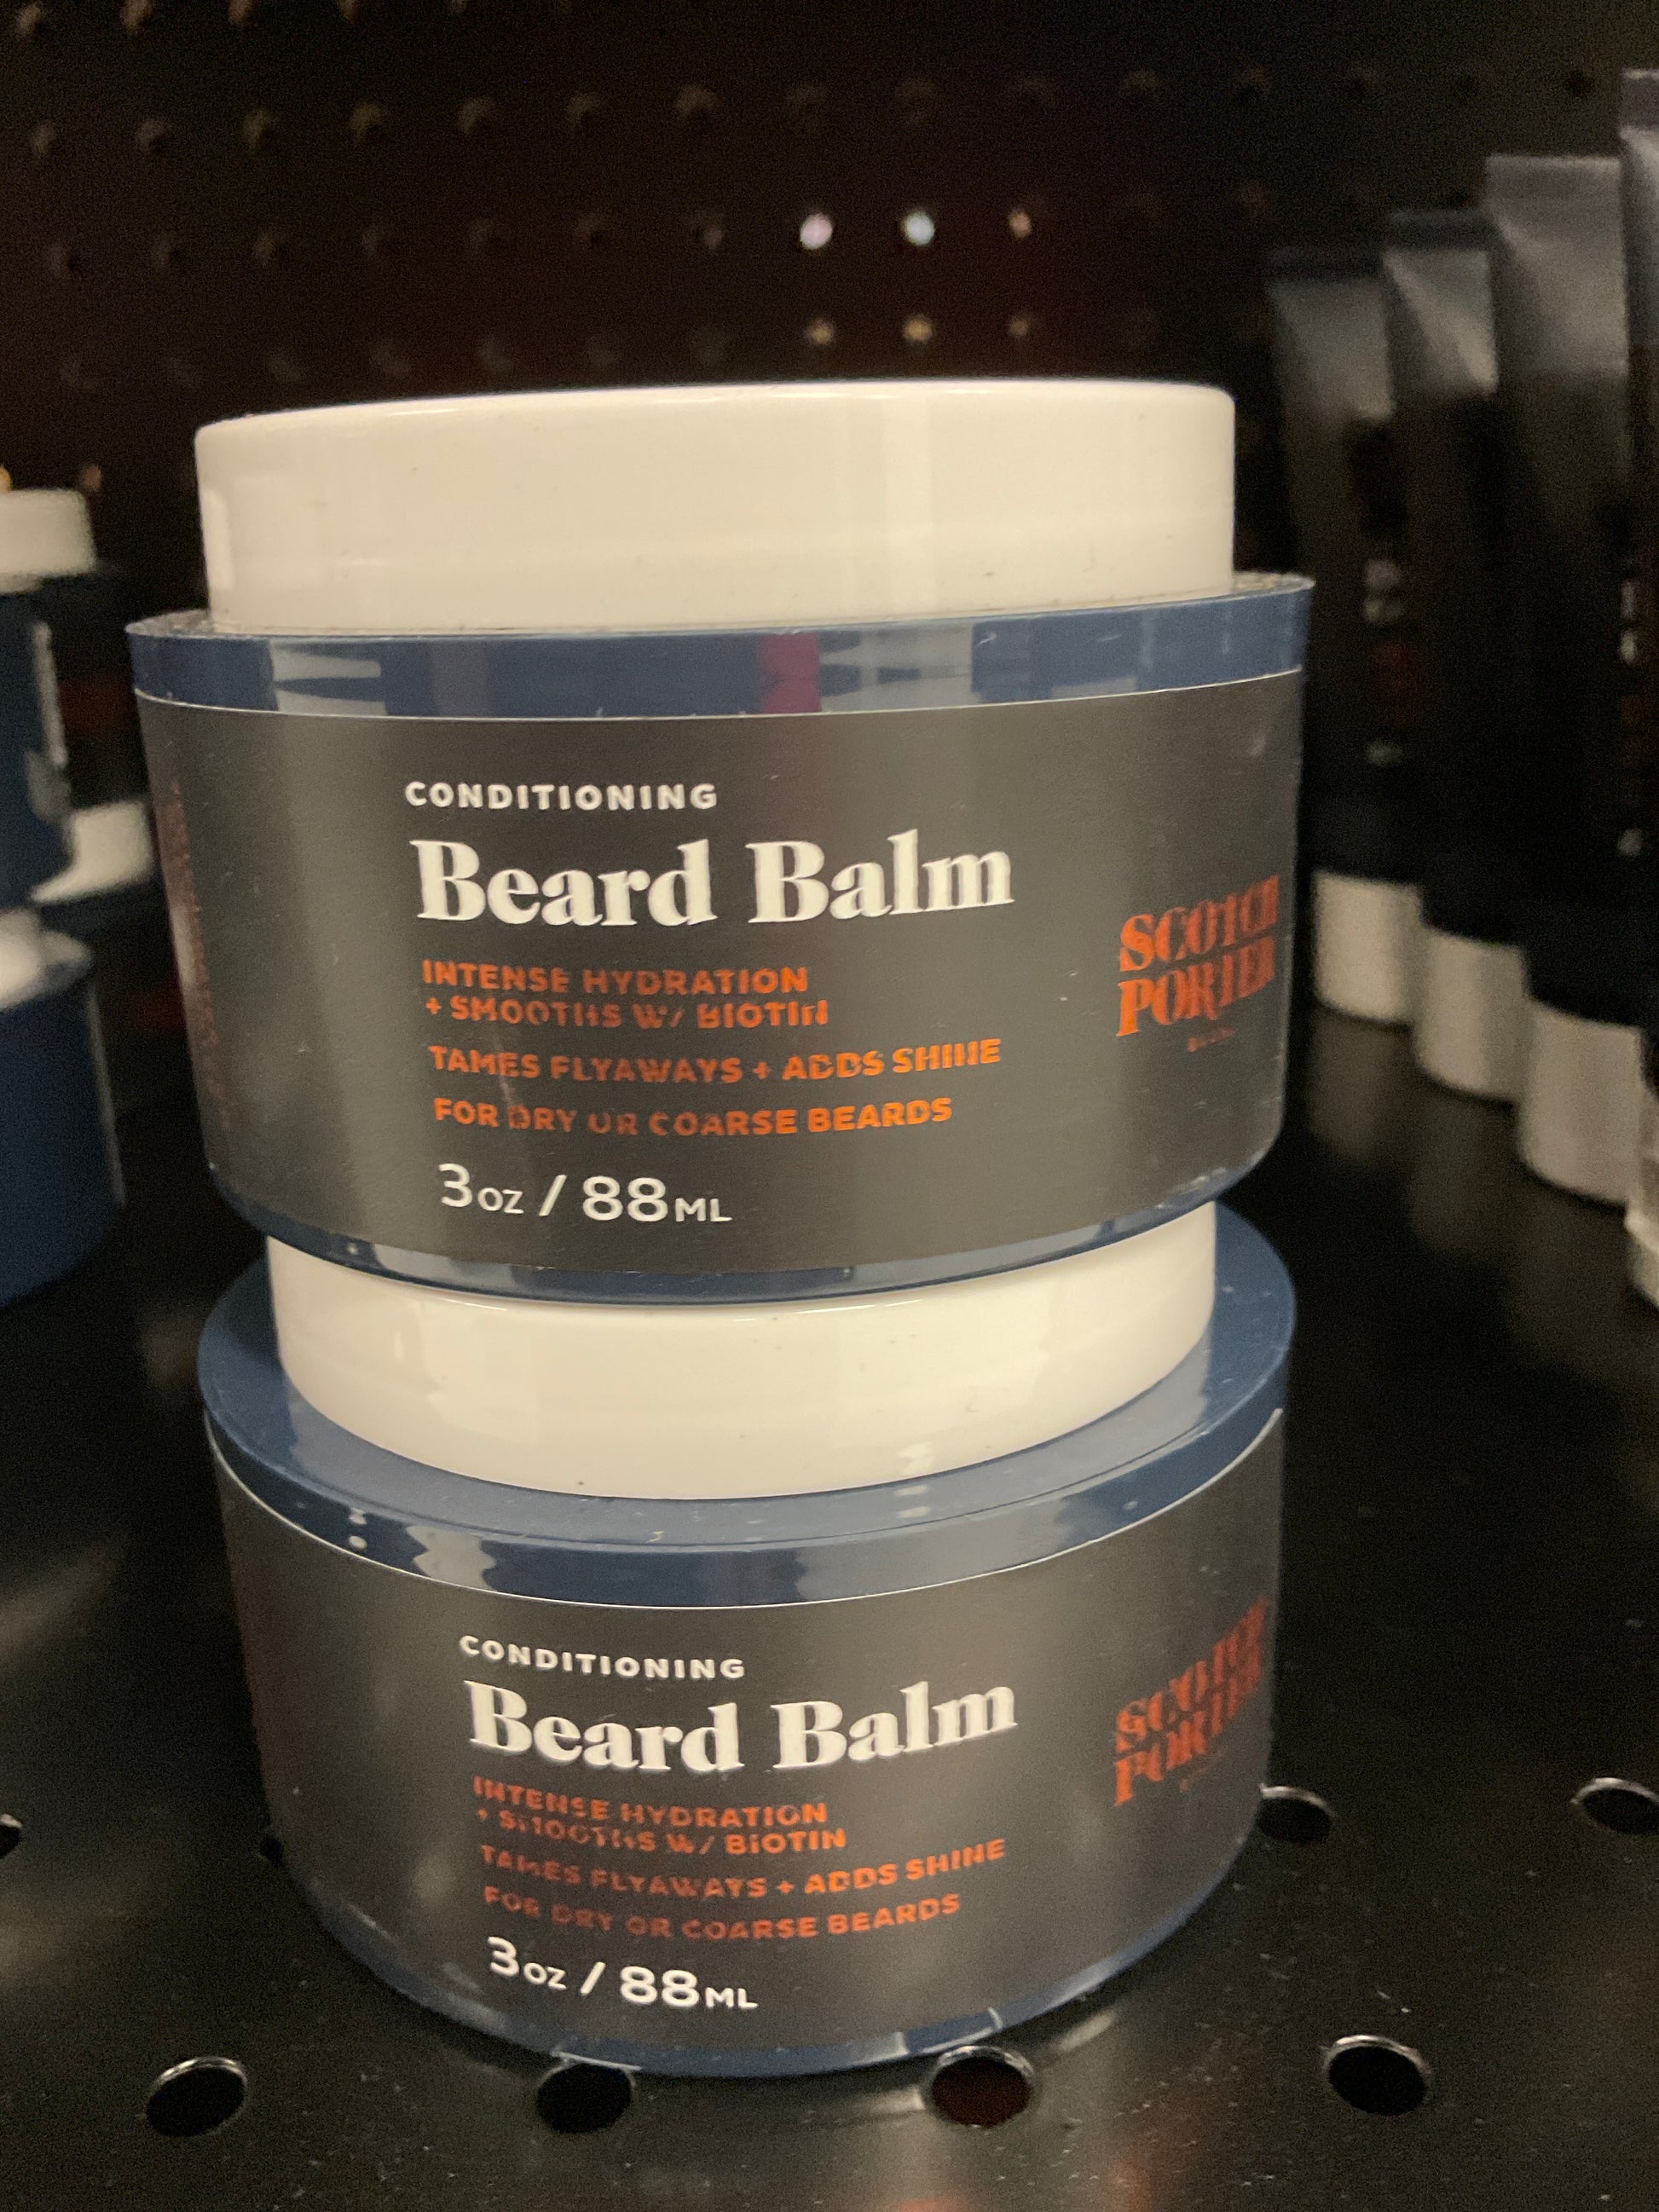 CONDITIONING
Beard Balm
INTENSE HYDRATION
+ SMOOTHS W/ BIOTIN
TAMES FLYAWAYS + ADDS SHINE
FOR DRY OR COARSE BEARDS
3OZ / 88ML
SCOTCH
PORTER
CONDITIONING
Beard Balm
INTENSE HYDRATION
+ SMOOTHS W/ BIOTIN
TAMES FLYAWAYS + ADDS SHINE
FOR DRY OR COARSE BEARDS
3OZ / 88ML
SCOTCH
PORTER